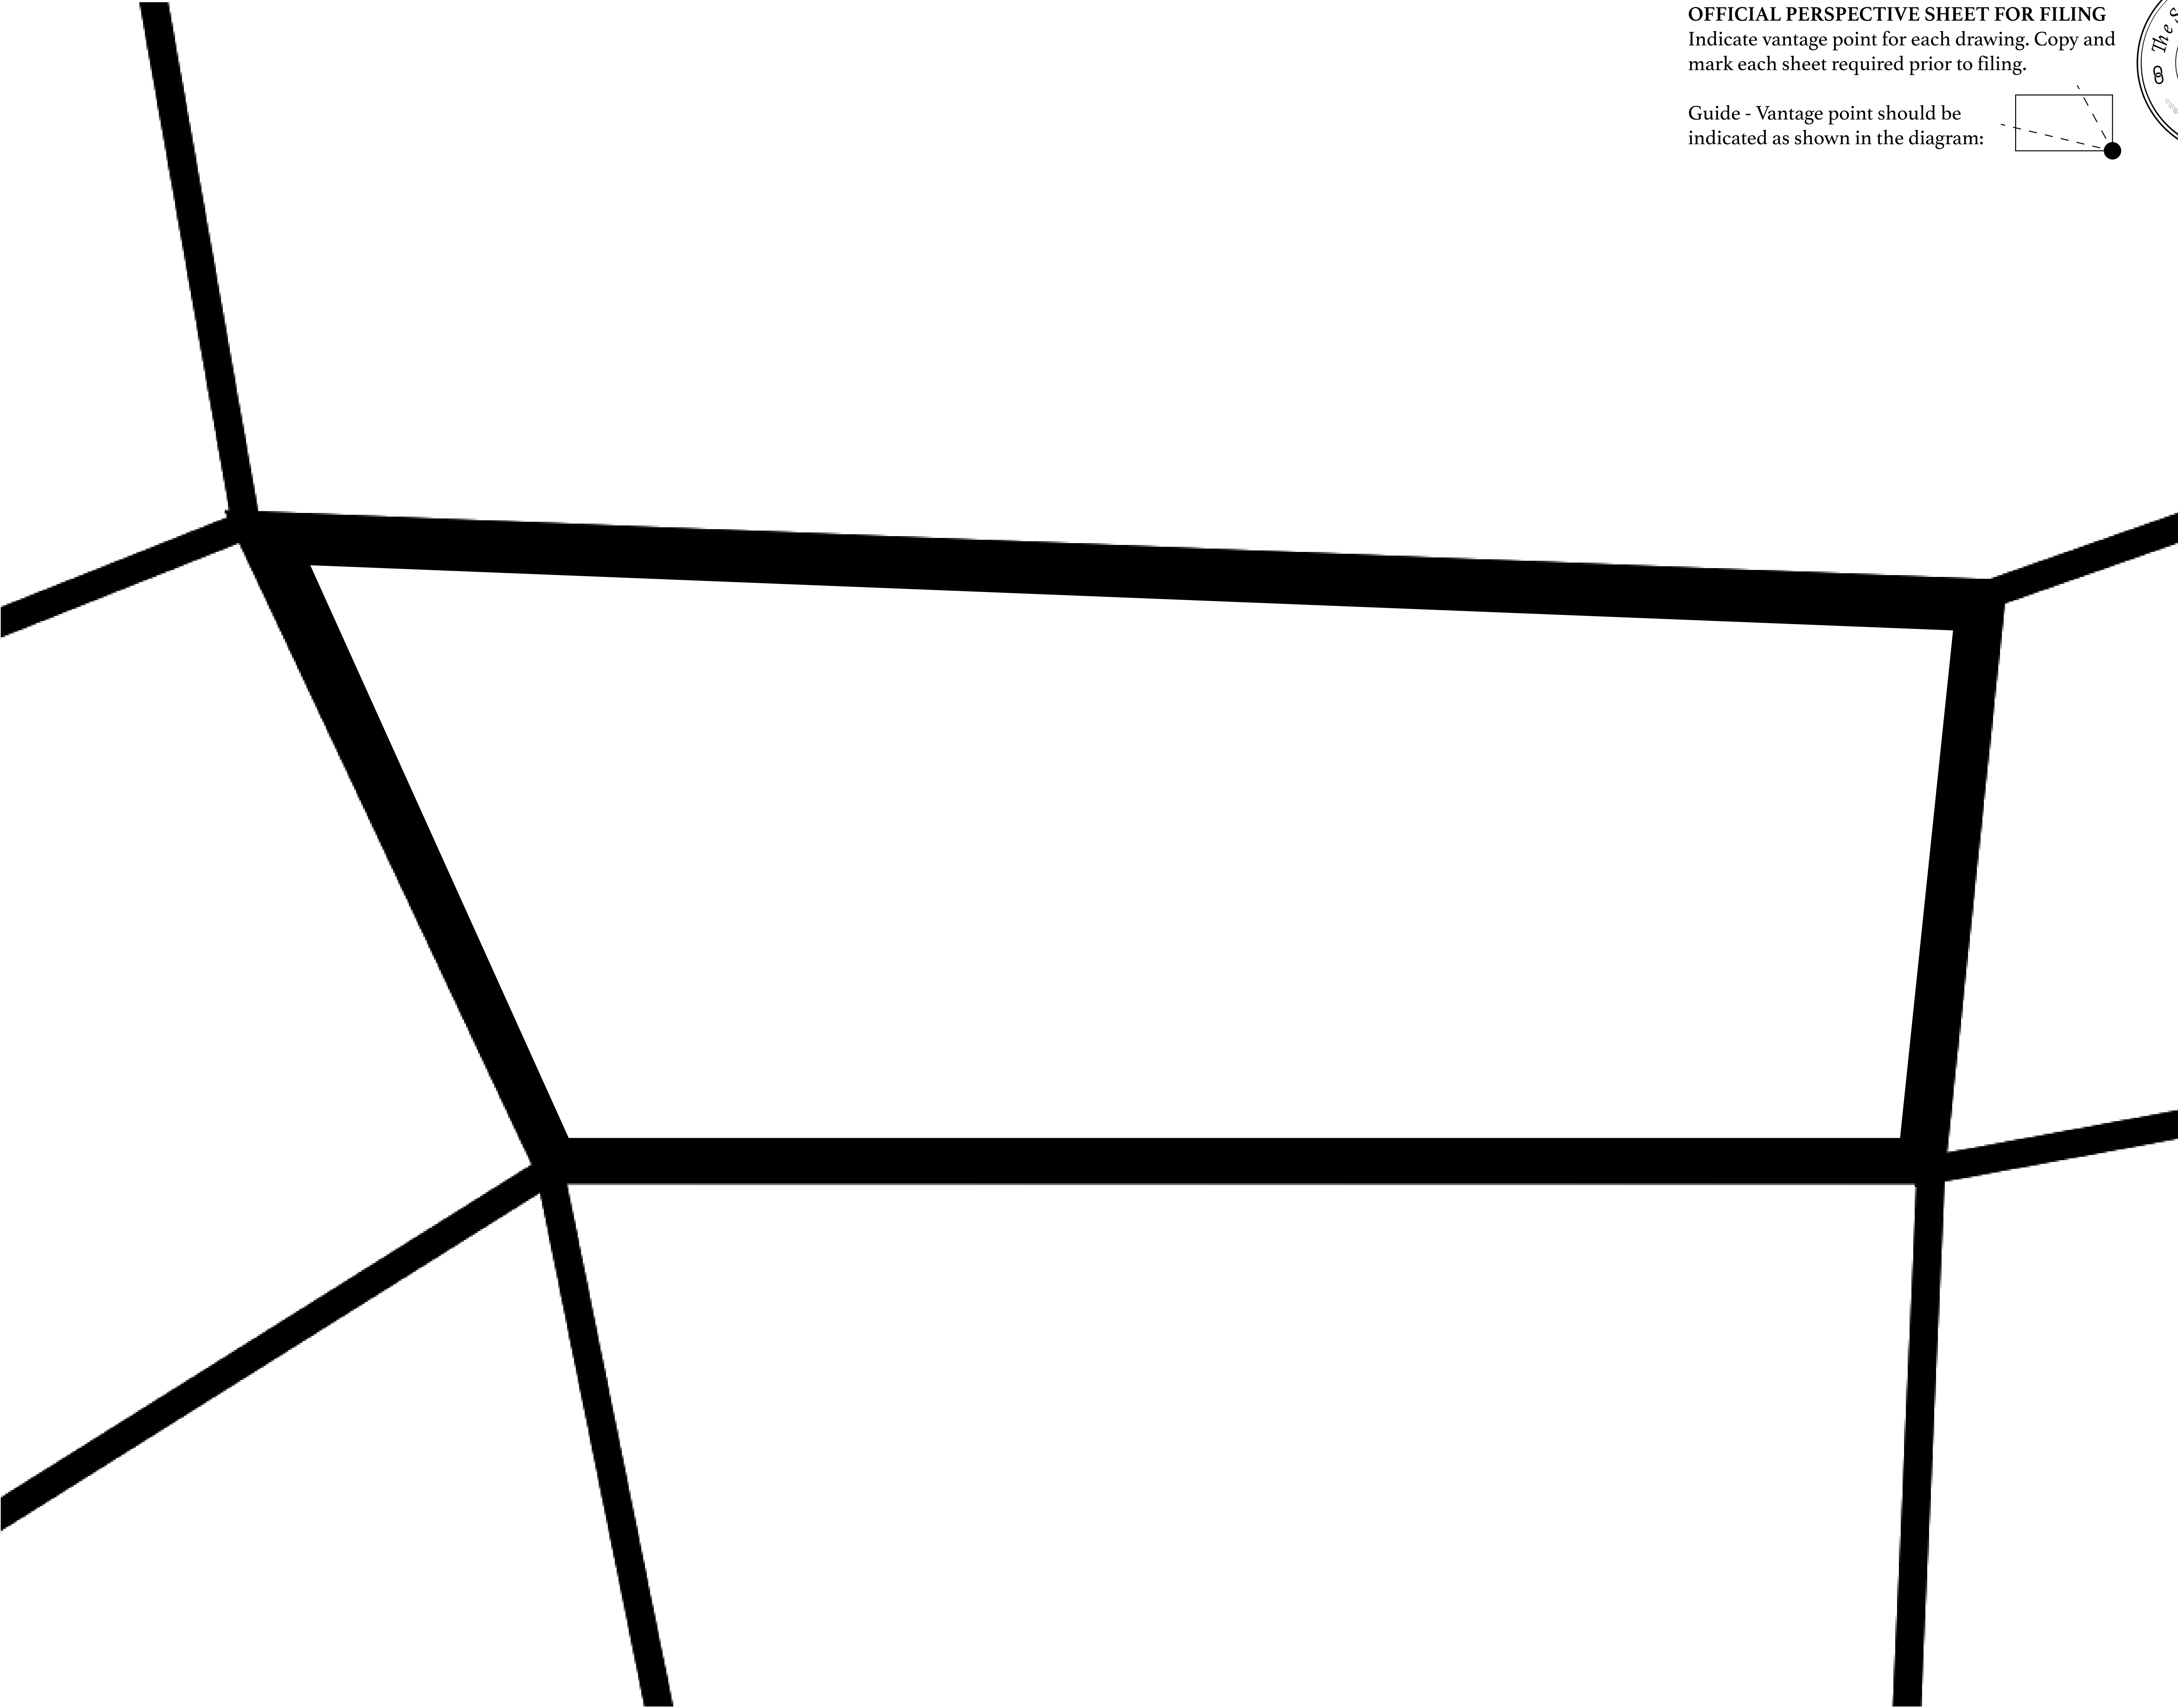 OFFICIAL PERSPECTIVE SHEET FOR FILING
Indicate vantage point for each drawing. Copy and
mark each sheet required prior to filing.
Guide - Vantage point should be
indicated as shown in the diagram:
The